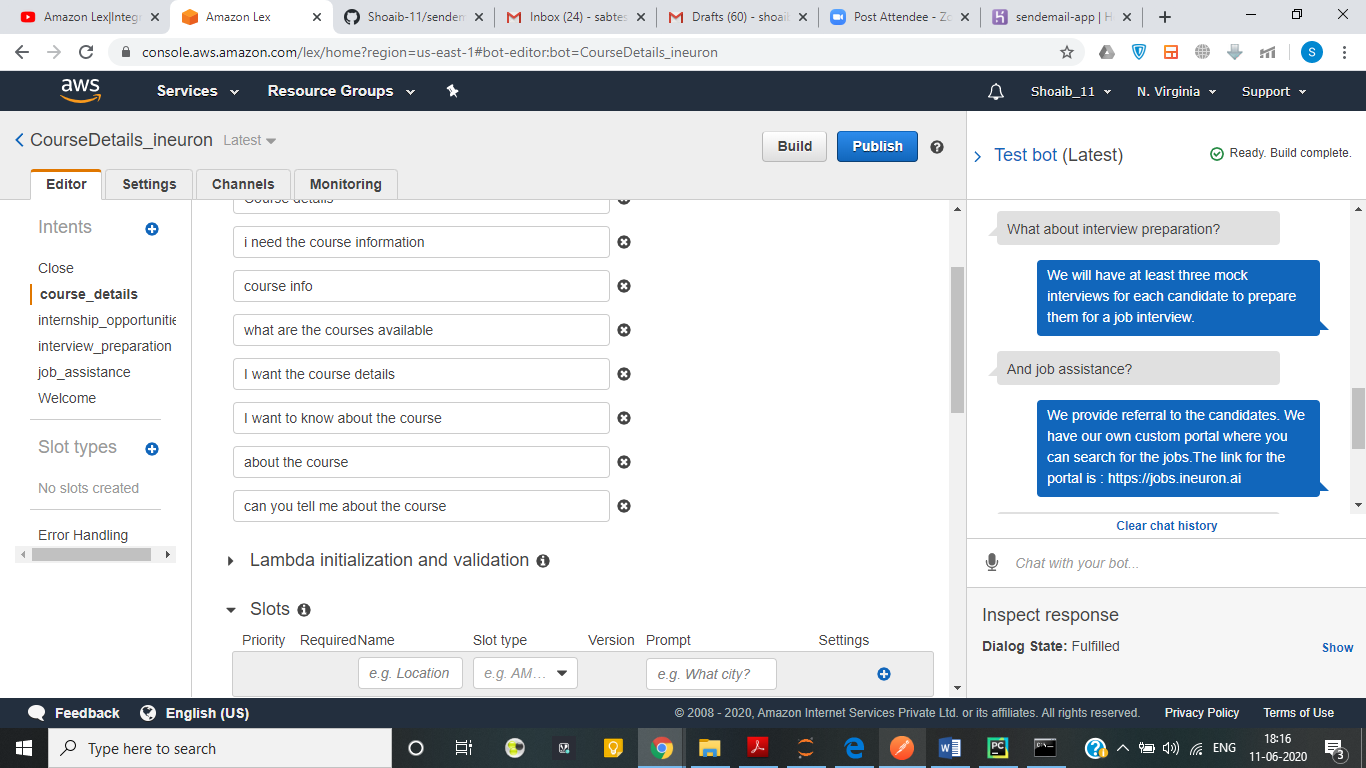 Amazon Lex|Integr
Amazon Lex
Shoaib-11/sendem
Inbox (24) - sabtes
Drafts (60) - shoaib
Post Attendee - Zo
sendemail-app | H
console.aws.amazon.com/lex/home?region=us-east-1#bot-editor:bot=CourseDetails_ineuron
S
aws
Services
Resource Groups
Shoaib_11
N. Virginia
Support
CourseDetails_ineuron
Latest
Build
Publish
Editor
Settings
Channels
Monitoring
Intents
Close
course_details
internship_opportunitie
interview_preparation
job_assistance
Welcome
Slot types
No slots created
Error Handling
Course details
i need the course information
course info
what are the courses available
I want the course details
I want to know about the course
about the course
can you tell me about the course
Lambda initialization and validation
Slots
Priority Required Name Slot type Version Prompt Settings
e.g. Location e.g. AM… e.g. What city?
Test bot (Latest)
Ready. Build complete.
What about interview preparation?
We will have at least three mock
interviews for each candidate to prepare
them for a job interview.
And job assistance?
We provide referral to the candidates. We
have our own custom portal where you
can search for the jobs.The link for the
portal is : https://jobs.ineuron.ai
Clear chat history
Chat with your bot...
Inspect response
Dialog State: Fulfilled
Show
Feedback
English (US)
© 2008 - 2020, Amazon Internet Services Private Ltd. or its affiliates. All rights reserved.
Privacy Policy
Terms of Use
Type here to search
ENG
18:16
11-06-2020
3